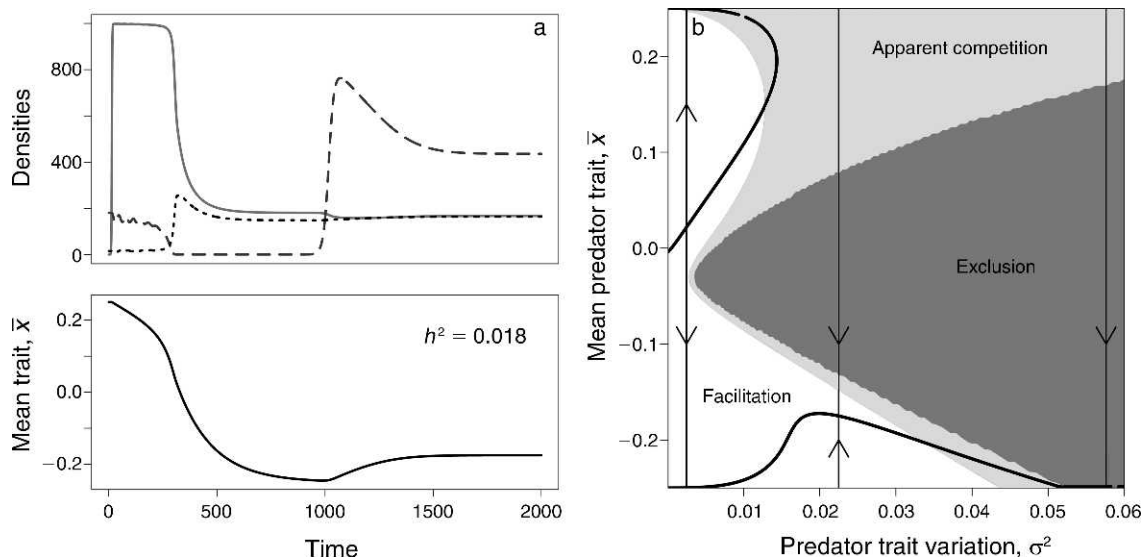 a
Densities
800
400
0
Mean trait, x̄
0.2
0.0
−0.2
h² = 0.018
0
500
1000
1500
2000
Time
b
Apparent competition
Exclusion
Facilitation
Mean predator trait, x̄
0.2
0.1
0.0
−0.1
−0.2
0.01
0.02
0.03
0.04
0.05
0.06
Predator trait variation, σ²